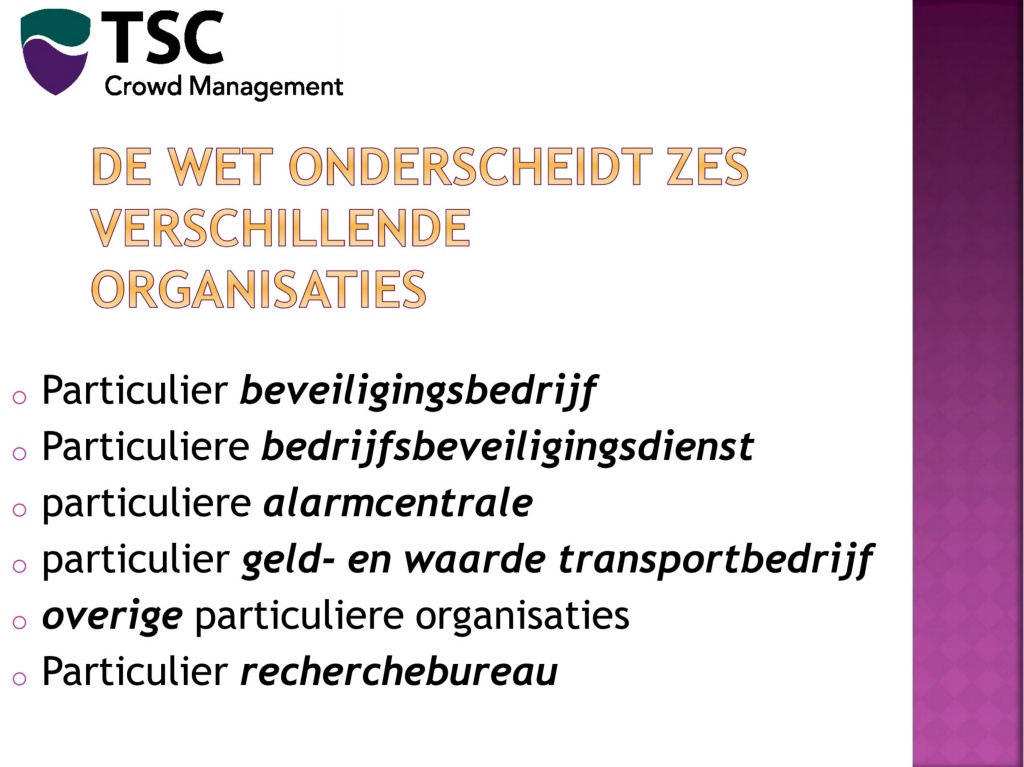 TSC
Crowd Management
DE WET ONDERSCHEIDT ZES
VERSCHILLENDE
ORGANISATIES
o Particulier beveiligingsbedrijf
o Particuliere bedrijfsbeveiligingsdienst
o particuliere alarmcentrale
o particulier geld- en waarde transportbedrijf
o overige particuliere organisaties
o Particulier recherchebureau